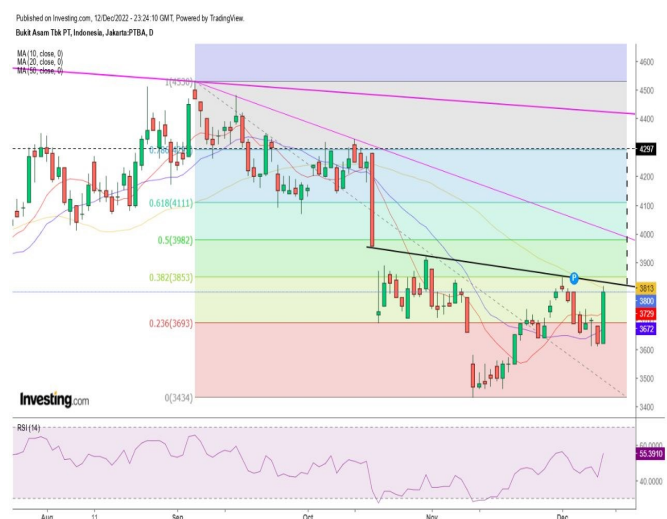 Published on Investing.com, 12/Dec/2022 - 23:24:10 GMT, Powered by TradingView.
Bukit Asam Tbk PT, Indonesia, Jakarta:PTBA, D
MA (10, close, 0)
MA (20, close, 0)
MA (50, close, 0)
4600
4500
4400
4297
4200
4100
4000
3900
3813
3800
3729
3672
3600
3500
3400
0.618(4111)
0.5(3982)
0.382(3853)
P
0.236(3693)
0(3434)
Investing.com
RSI (14)
60.0000
55.3910
40.0000
Aug
11
Sep
Oct
Nov
Dec